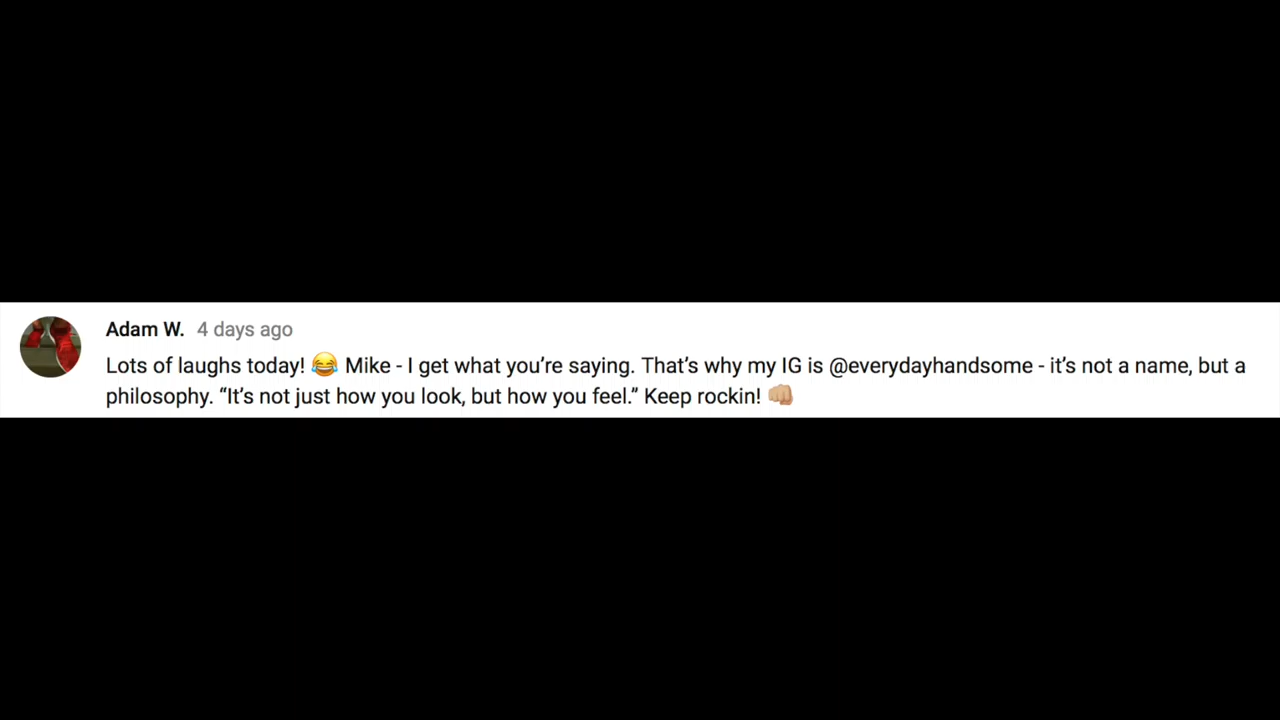 Adam W. 4 days ago
Lots of laughs today! 😂 Mike - I get what you’re saying. That’s why my IG is @everydayhandsome - it’s not a name, but a
philosophy. “It’s not just how you look, but how you feel.” Keep rockin! 👊🏼